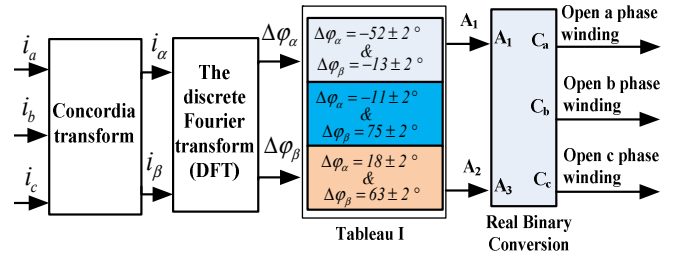 i_a
i_b
i_c
Concordia
transform
i_α
i_β
The
discrete
Fourier
transform
(DFT)
Δφ_α
Δφ_β
Δφ_α = -52 ± 2 °
&
Δφ_β = -13 ± 2 °
Δφ_α = -11 ± 2 °
&
Δφ_β = 75 ± 2 °
Δφ_α = 18 ± 2 °
&
Δφ_β = 63 ± 2 °
Tableau I
A_1
A_2
A_1
A_3
C_a
C_b
C_c
Real Binary
Conversion
Open a phase
winding
Open b phase
winding
Open c phase
winding